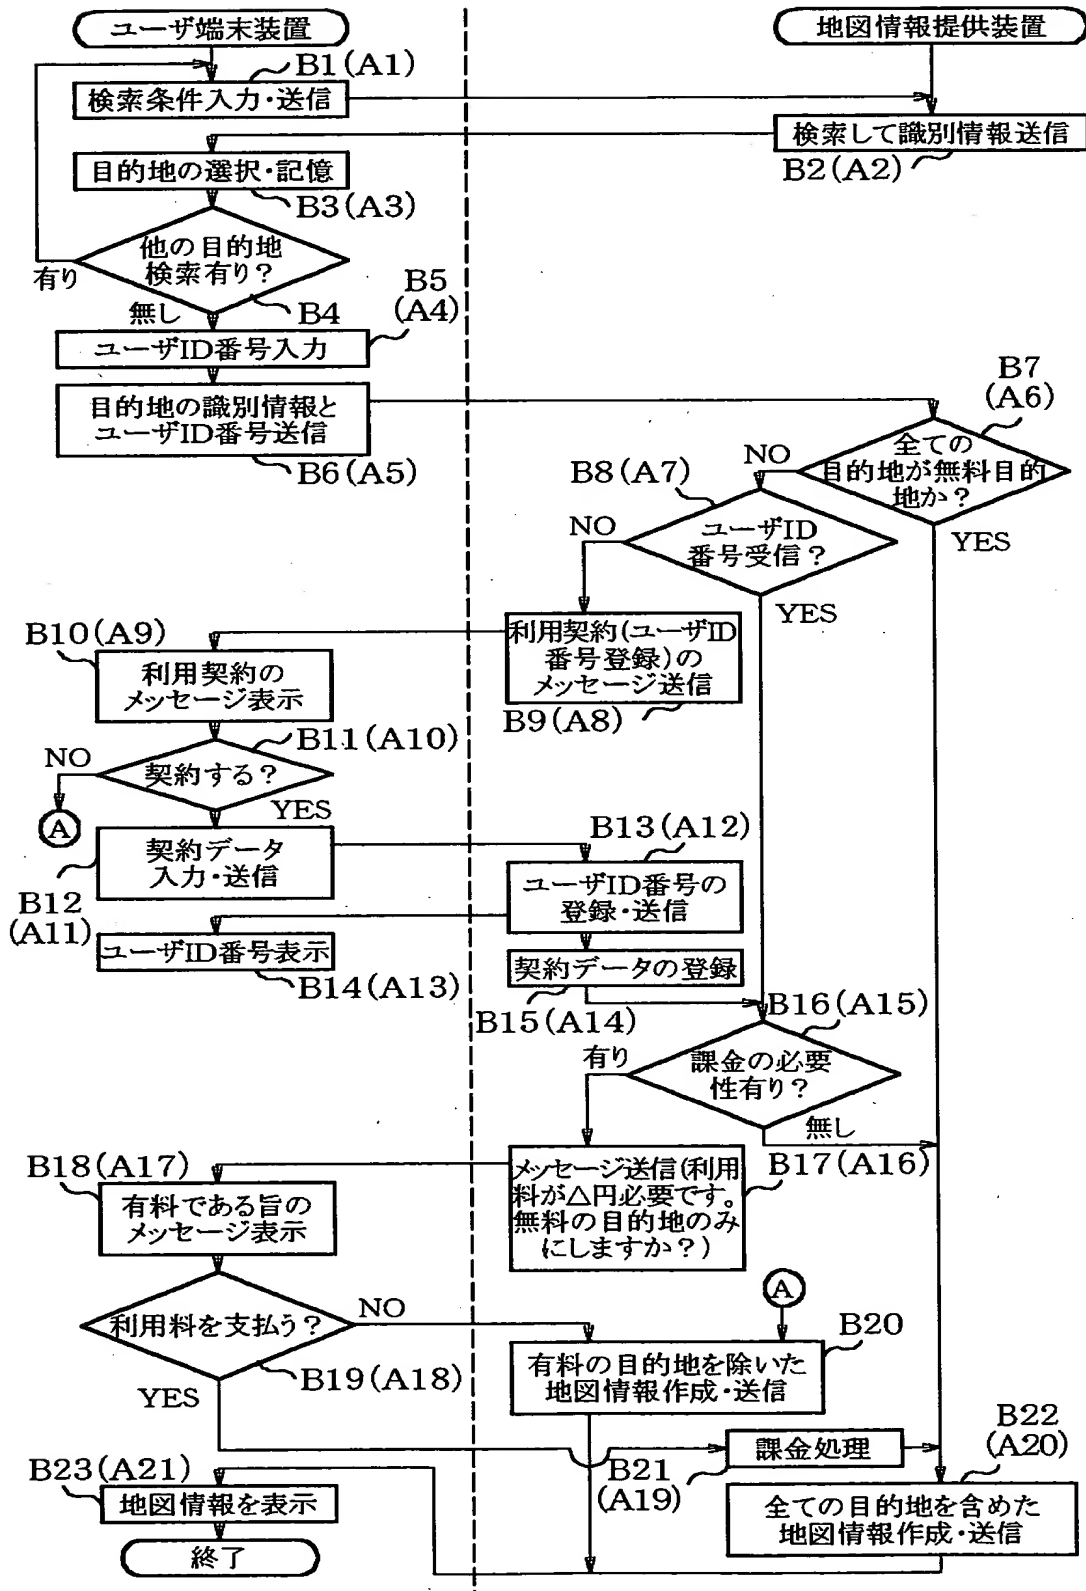 ユーザ端末装置
地図情報提供装置
B1(A1)
検索条件入力・送信
検索して識別情報送信
B2(A2)
目的地の選択・記憶
B3(A3)
他の目的地
検索有り?
有り
B4
無し
B5
(A4)
ユーザID番号入力
目的地の識別情報と
ユーザID番号送信
B6(A5)
B7
(A6)
全ての
目的地が無料目的
地か?
NO
YES
B8(A7)
ユーザID
番号受信?
NO
YES
利用契約(ユーザID
番号登録)の
メッセージ送信
B9(A8)
B10(A9)
利用契約の
メッセージ表示
B11(A10)
NO
契約する?
YES
A
契約データ
入力・送信
B12
(A11)
B13(A12)
ユーザID番号の
登録・送信
ユーザID番号表示
B14(A13)
契約データの登録
B15(A14)
B16(A15)
有り
課金の必要
性有り?
無し
B17(A16)
メッセージ送信(利用
料が△円必要です。
無料の目的地のみ
にしますか?)
B18(A17)
有料である旨の
メッセージ表示
利用料を支払う?
NO
B19(A18)
YES
A
B20
有料の目的地を除いた
地図情報作成・送信
課金処理
B21
(A19)
B22
(A20)
全ての目的地を含めた
地図情報作成・送信
B23(A21)
地図情報を表示
終了